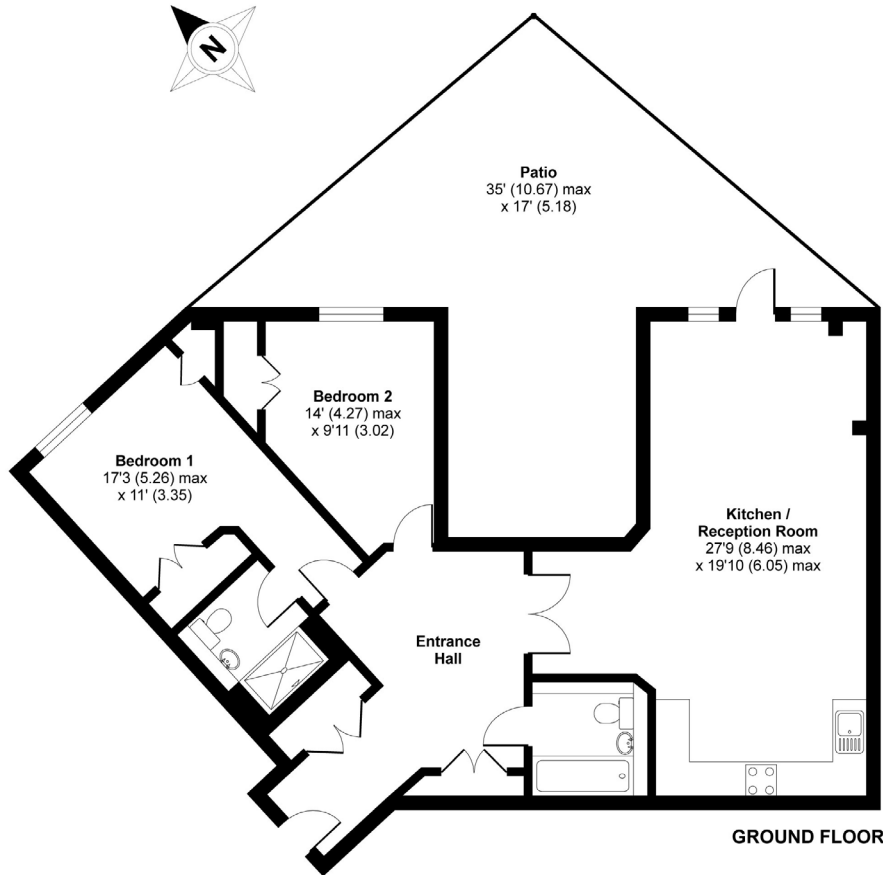 N
Patio
35' (10.67) max
x 17' (5.18)
Bedroom 2
14' (4.27) max
x 9'11 (3.02)
Bedroom 1
17'3 (5.26) max
x 11' (3.35)
Kitchen /
Reception Room
27'9 (8.46) max
x 19'10 (6.05) max
Entrance
Hall
GROUND FLOOR